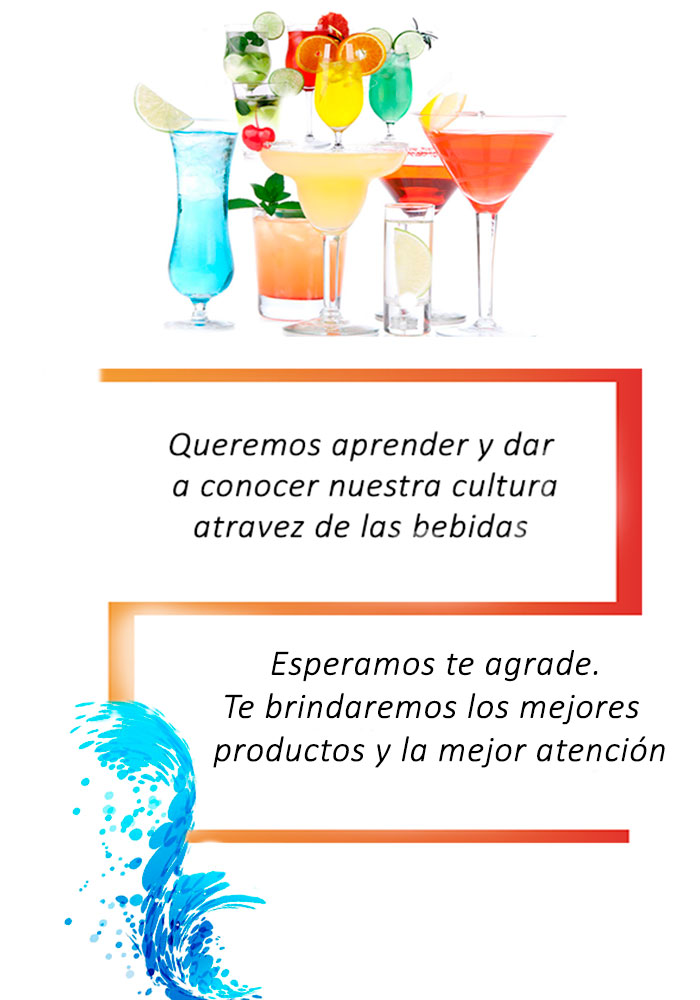 Queremos aprender y dar
a conocer nuestra cultura
atravez de las bebidas
Esperamos te agrade.
Te brindaremos los mejores
productos y la mejor atención